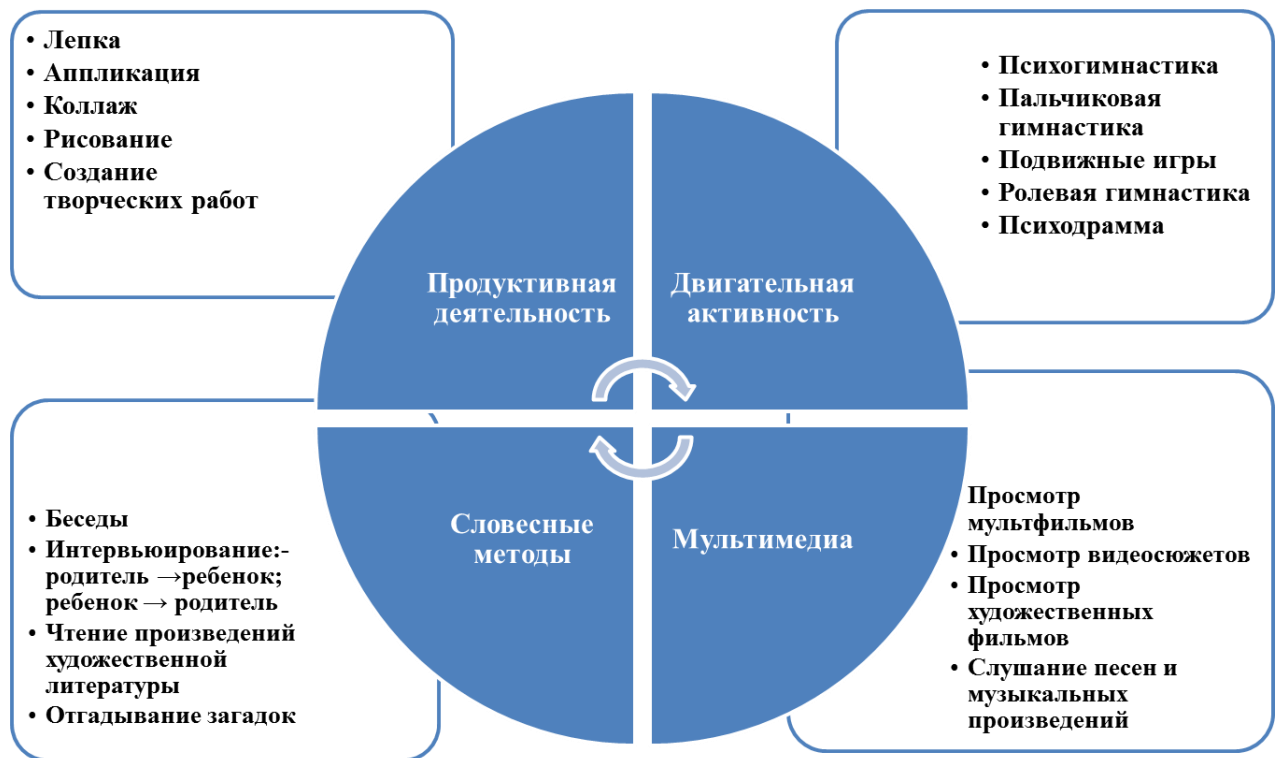 • Лепка
• Аппликация
• Коллаж
• Рисование
• Создание
творческих работ
• Психогимнастика
• Пальчиковая
гимнастика
• Подвижные игры
• Ролевая гимнастика
• Психодрамма
Продуктивная
деятельность
Двигательная
активность
Словесные
методы
Мультимедиа
• Беседы
• Интервьюирование:-
родитель →ребенок;
ребенок → родитель
• Чтение произведений
художественной
литературы
• Отгадывание загадок
Просмотр
мультфильмов
• Просмотр видеосюжетов
• Просмотр
художественных
фильмов
• Слушание песен и
музыкальных
произведений